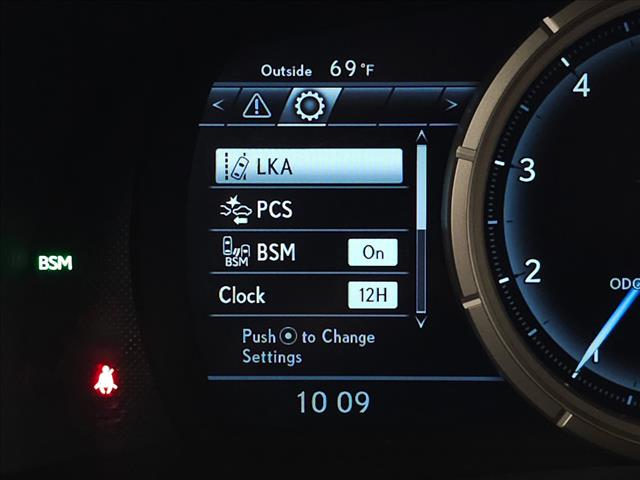 Outside 69°F
< >
LKA
PCS
BSM BSM On
Clock 12H
Push to Change
Settings
10 09
BSM
4
3
2
1